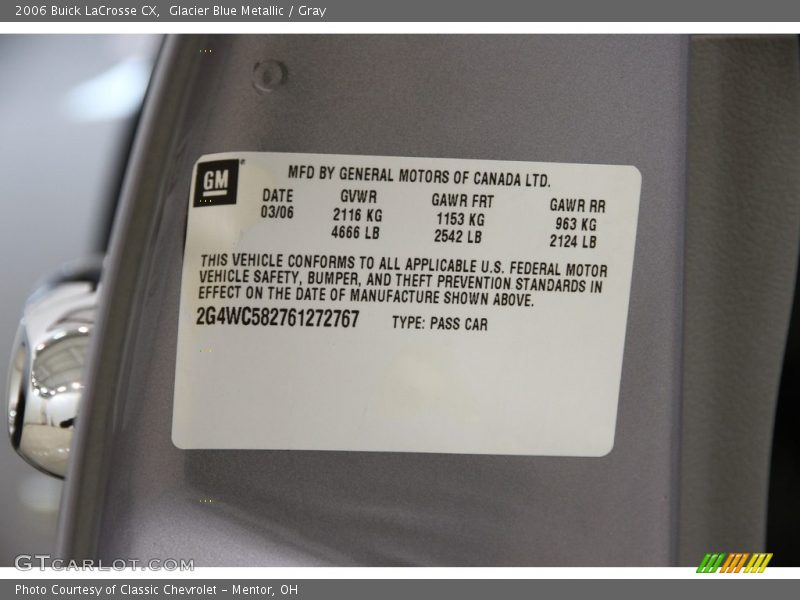 2006 Buick LaCrosse CX, Glacier Blue Metallic / Gray
GM
MFD BY GENERAL MOTORS OF CANADA LTD.
DATE GVWR GAWR FRT GAWR RR
03/06 2116 KG 1153 KG 963 KG
4666 LB 2542 LB 2124 LB
THIS VEHICLE CONFORMS TO ALL APPLICABLE U.S. FEDERAL MOTOR
VEHICLE SAFETY, BUMPER, AND THEFT PREVENTION STANDARDS IN
EFFECT ON THE DATE OF MANUFACTURE SHOWN ABOVE.
2G4WC582761272767 TYPE: PASS CAR
GTCARLOT.COM
Photo Courtesy of Classic Chevrolet - Mentor, OH